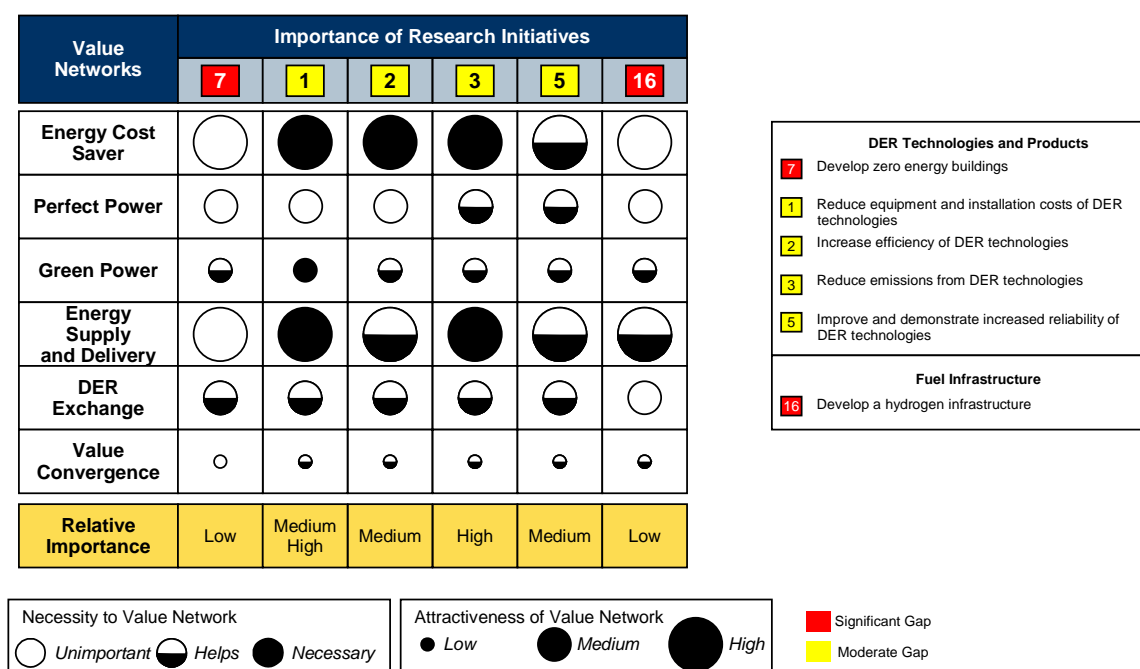 Value
Networks
Importance of Research Initiatives
7
1
2
3
5
16
Energy Cost
Saver
Perfect Power
Green Power
Energy
Supply
and Delivery
DER
Exchange
Value
Convergence
Relative
Importance
Low
Medium
High
Medium
High
Medium
Low
DER Technologies and Products
7 Develop zero energy buildings
1 Reduce equipment and installation costs of DER
technologies
2 Increase efficiency of DER technologies
3 Reduce emissions from DER technologies
5 Improve and demonstrate increased reliability of
DER technologies
Fuel Infrastructure
16 Develop a hydrogen infrastructure
Necessity to Value Network
Unimportant Helps Necessary
Attractiveness of Value Network
Low Medium High
Significant Gap
Moderate Gap